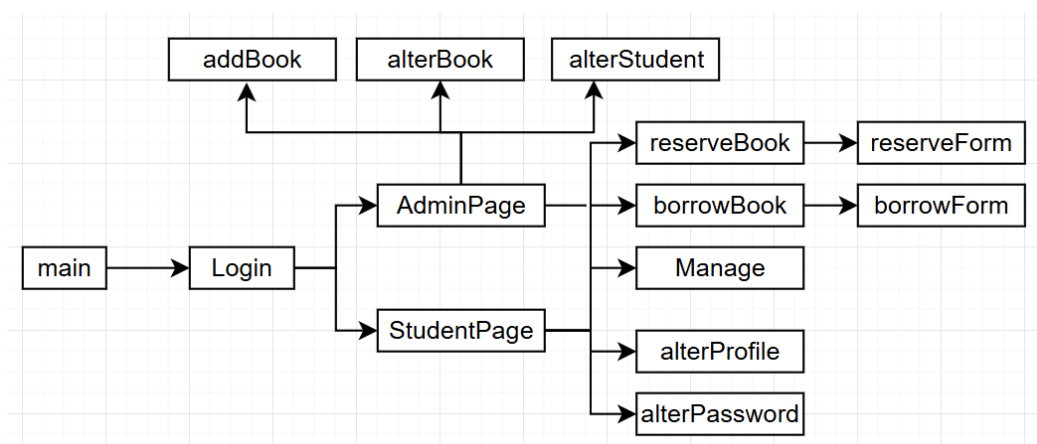 addBook
alterBook
alterStudent
reserveBook
reserveForm
AdminPage
borrowBook
borrowForm
main
Login
Manage
StudentPage
alterProfile
alterPassword